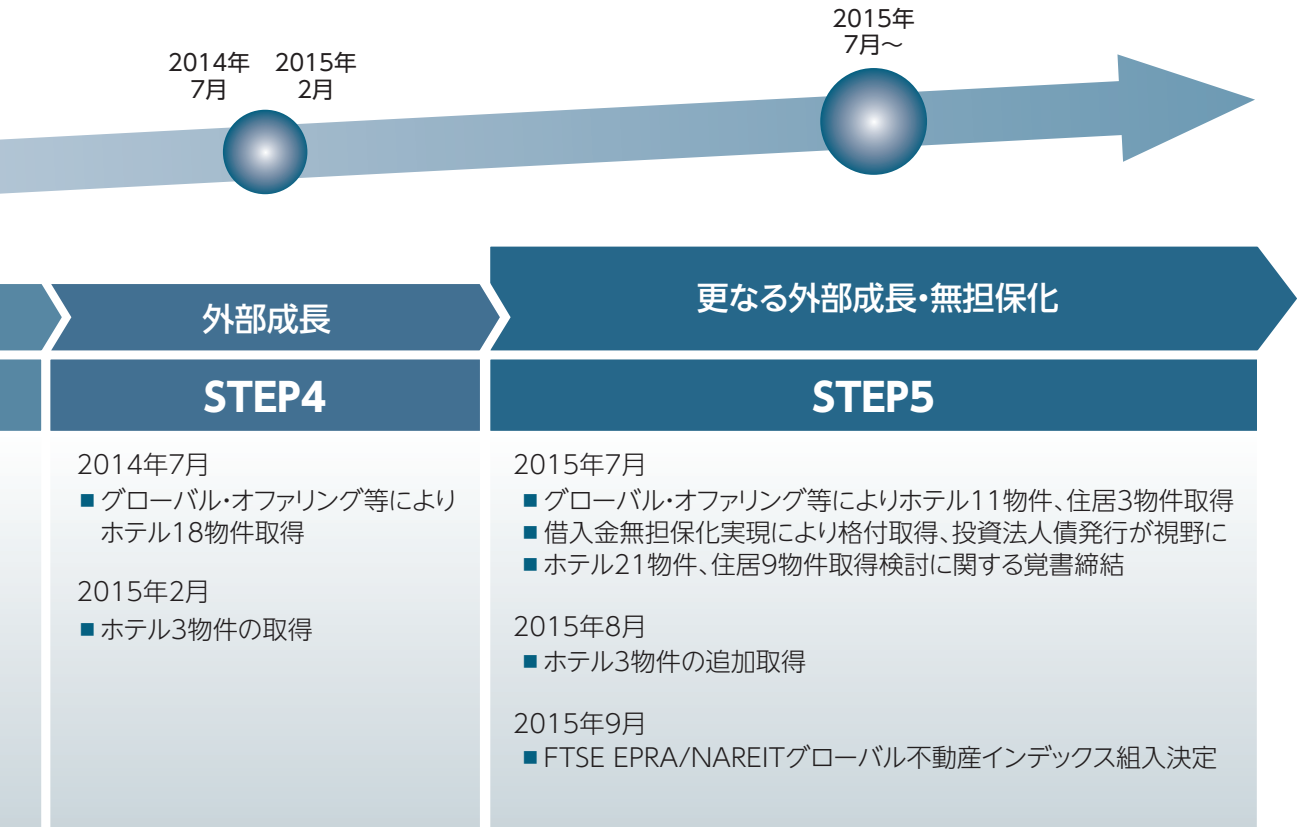 2014年
7月
2015年
2月
2015年
7月～
外部成長
更なる外部成長・無担保化
STEP4
STEP5
2014年7月
■グローバル・オファリング等により
ホテル18物件取得
2015年2月
■ホテル3物件の取得
2015年7月
■グローバル・オファリング等によりホテル11物件、住居3物件取得
■借入金無担保化実現により格付取得、投資法人債発行が視野に
■ホテル21物件、住居9物件取得検討に関する覚書締結
2015年8月
■ホテル3物件の追加取得
2015年9月
■FTSE EPRA/NAREITグローバル不動産インデックス組入決定